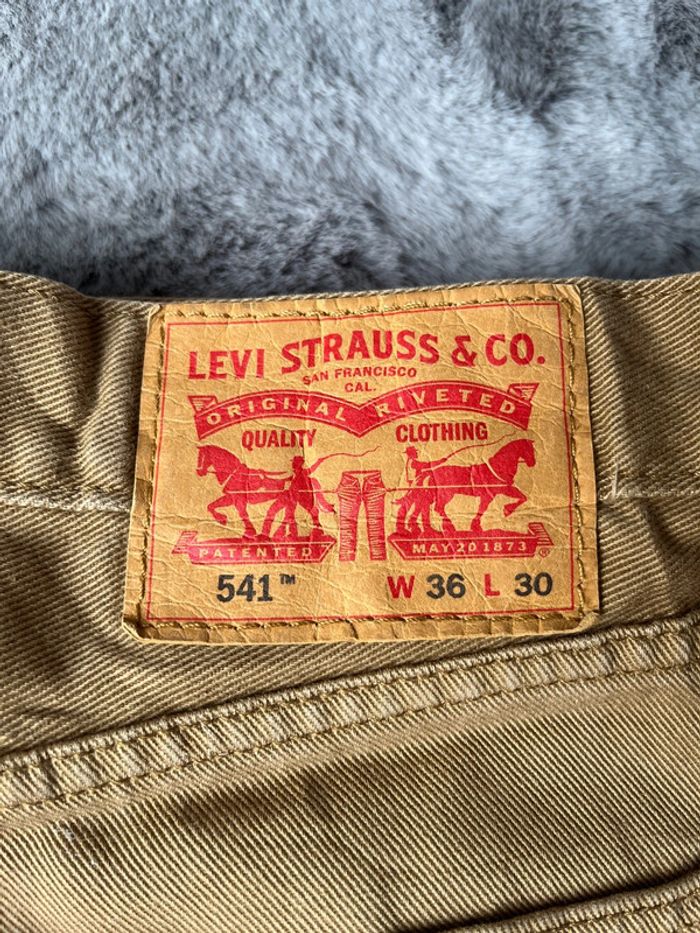 LEVI STRAUSS & CO.
SAN FRANCISCO
CAL.
ORIGINAL RIVETED
QUALITY CLOTHING
PATENTED MAY 20 1873 ®
541™ W 36 L 30